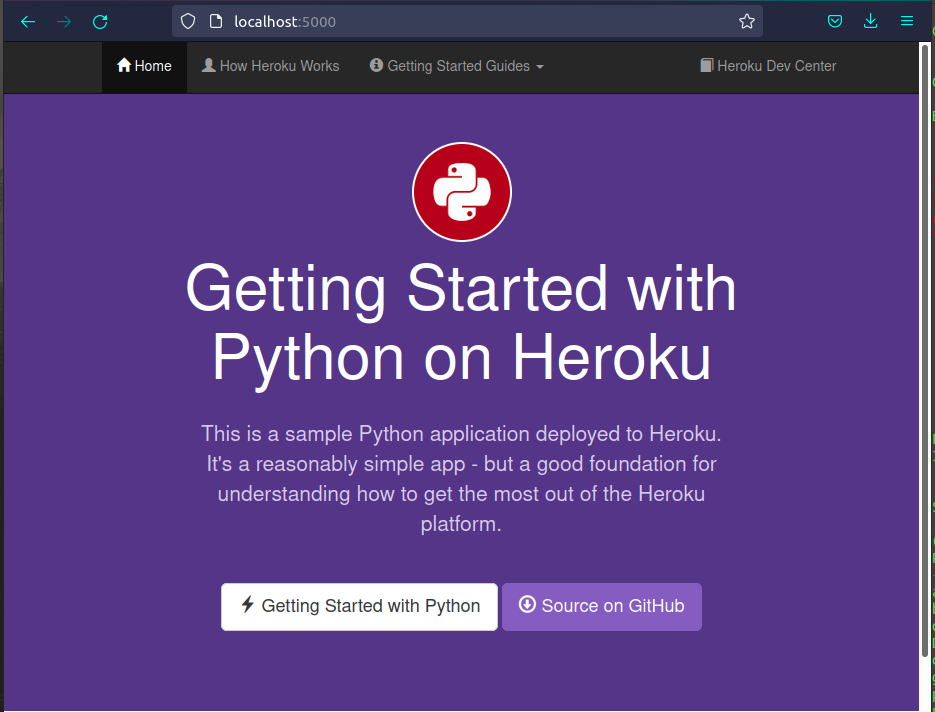 localhost:5000
Home How Heroku Works Getting Started Guides Heroku Dev Center
Getting Started with
Python on Heroku
This is a sample Python application deployed to Heroku.
It's a reasonably simple app - but a good foundation for
understanding how to get the most out of the Heroku
platform.
Getting Started with Python Source on GitHub